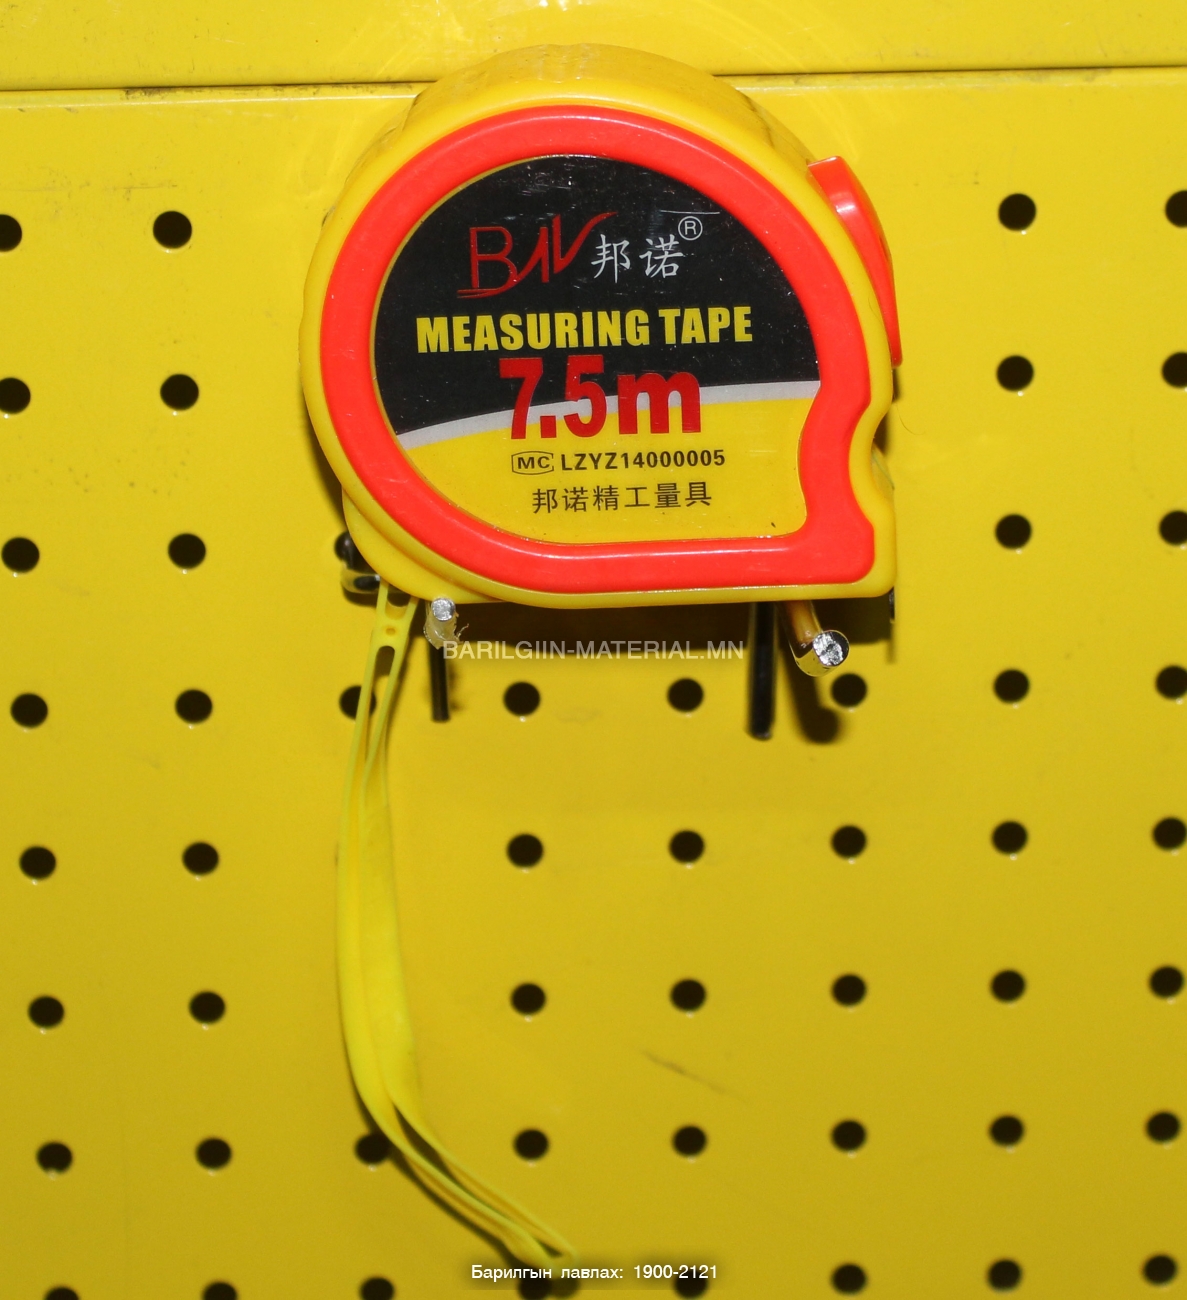 BAV 邦诺®
MEASURING TAPE
7.5m
MC LZYZ14000005
邦诺精工量具
BARILGIIN-MATERIAL.MN
Барилгын лавлах: 1900-2121